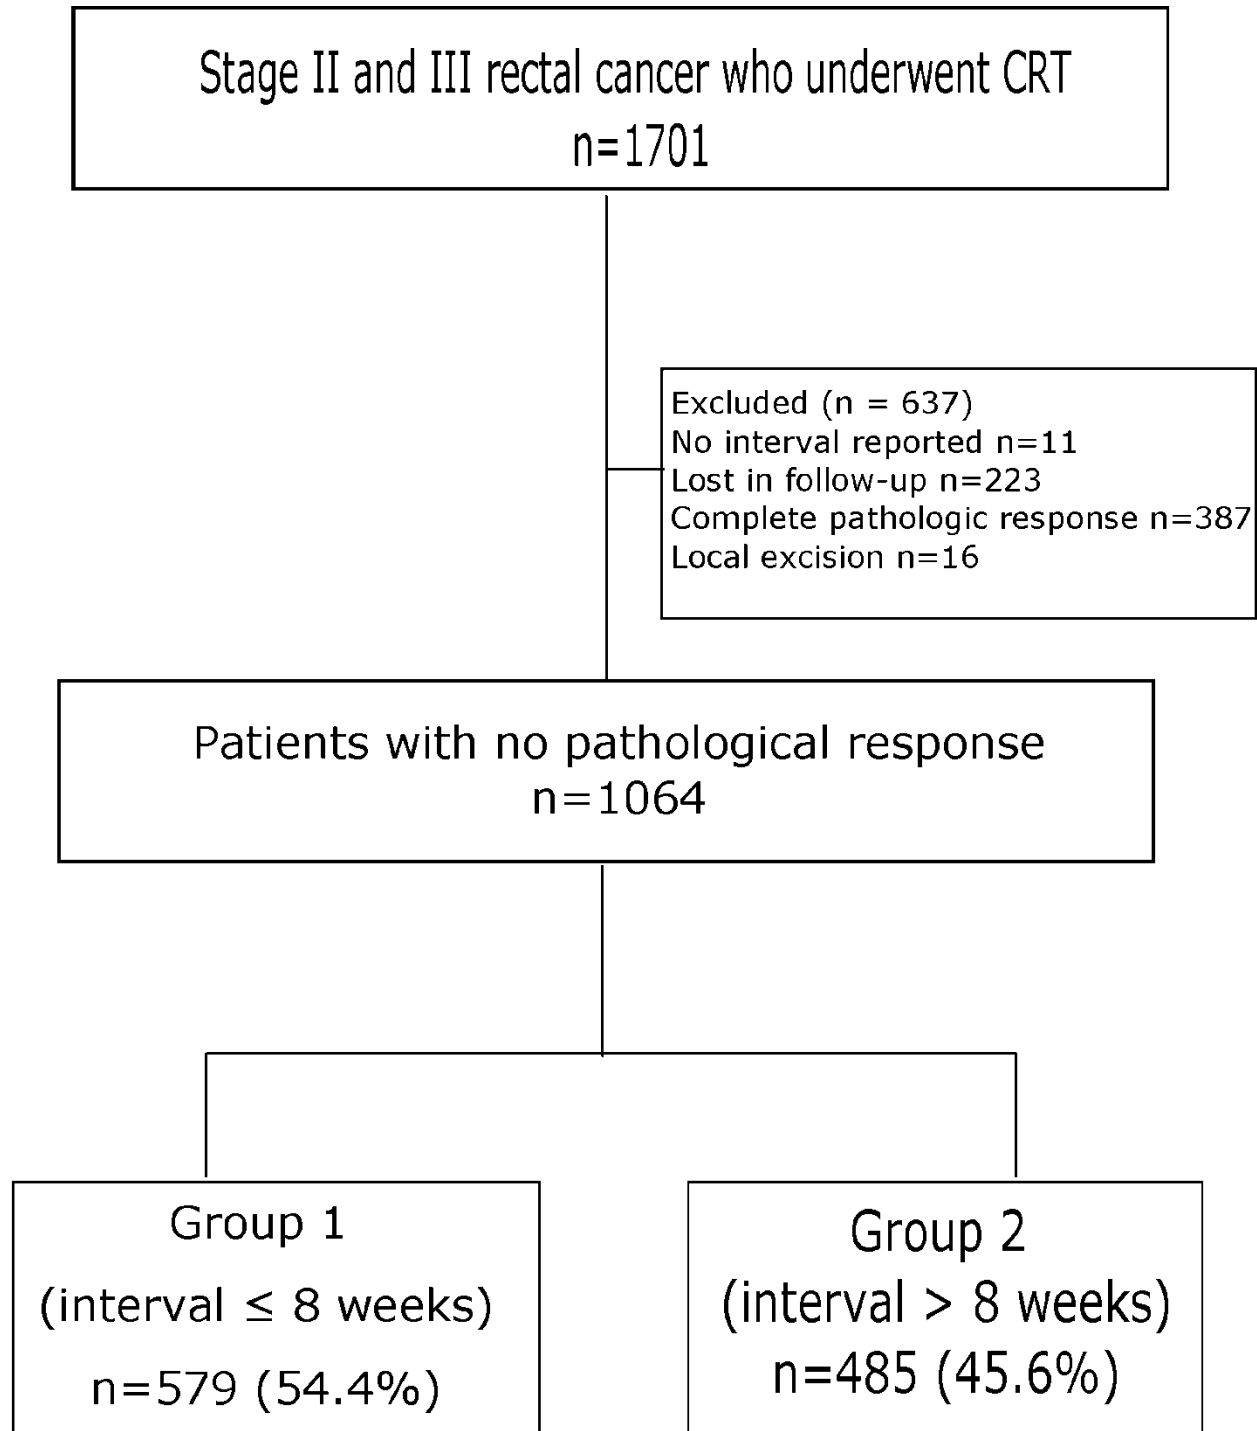 Stage II and III rectal cancer who underwent CRT
n=1701
Excluded (n = 637)
No interval reported n=11
Lost in follow-up n=223
Complete pathologic response n=387
Local excision n=16
Patients with no pathological response
n=1064
Group 1
(interval ≤ 8 weeks)
n=579 (54.4%)
Group 2
(interval > 8 weeks)
n=485 (45.6%)